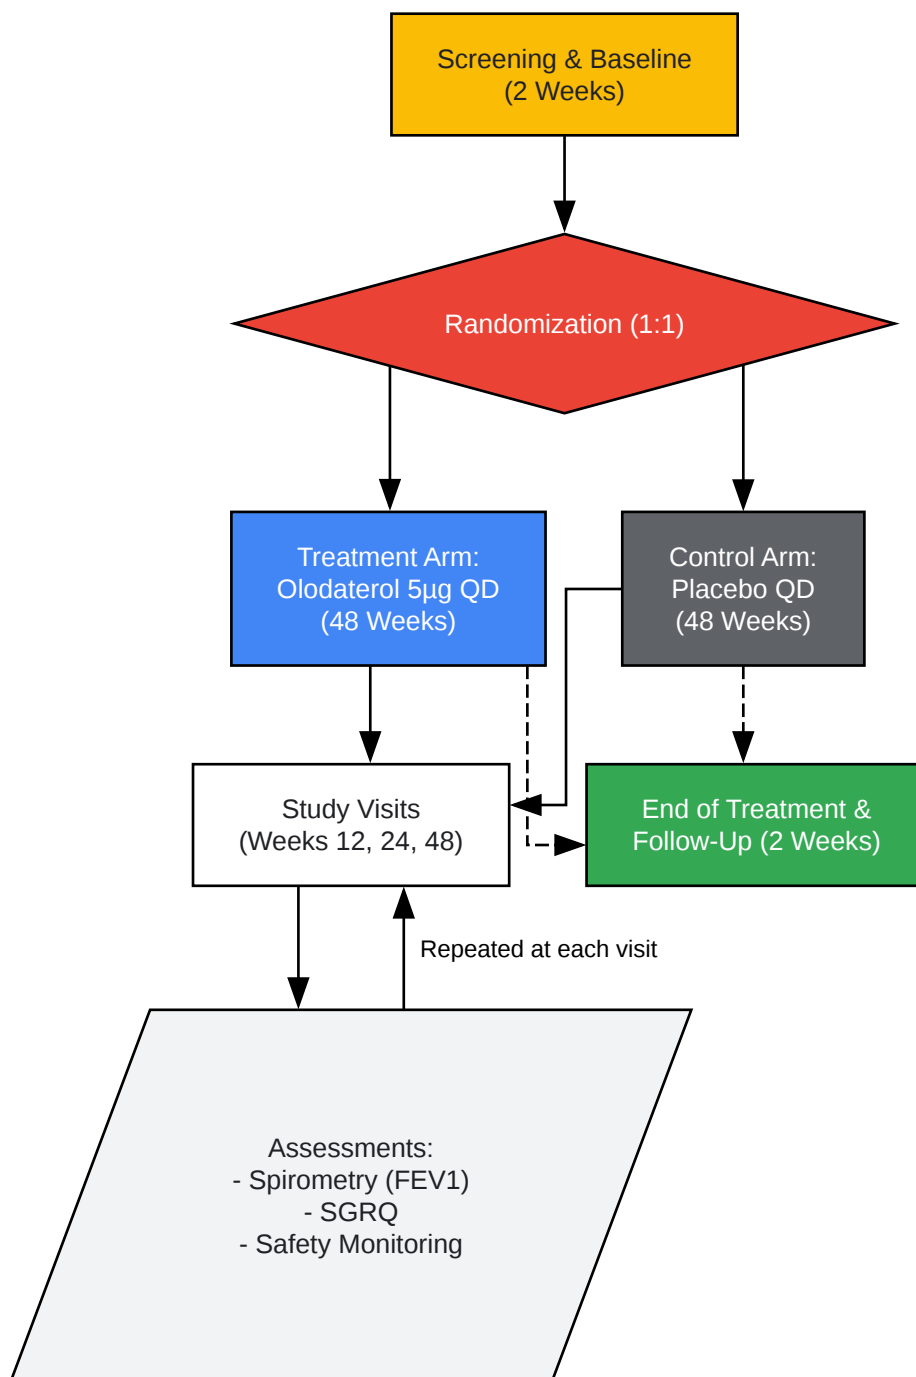 Screening & Baseline
(2 Weeks)
Randomization (1:1)
Treatment Arm:
Olodaterol 5µg QD
(48 Weeks)
Control Arm:
Placebo QD
(48 Weeks)
Study Visits
(Weeks 12, 24, 48)
End of Treatment &
Follow-Up (2 Weeks)
Repeated at each visit
Assessments:
- Spirometry (FEV1)
- SGRQ
- Safety Monitoring